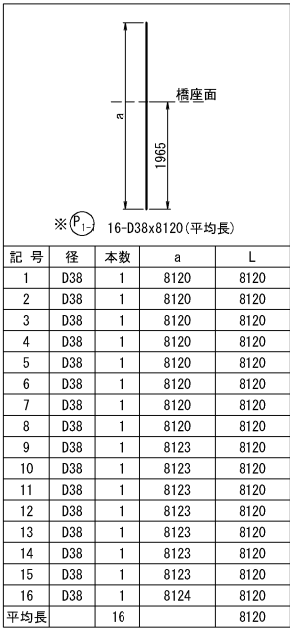 橋座面
a
1965
※ P1-J 16-D38x8120(平均長)
記 号 径 本数 a L
1 D38 1 8120 8120
2 D38 1 8120 8120
3 D38 1 8120 8120
4 D38 1 8120 8120
5 D38 1 8120 8120
6 D38 1 8120 8120
7 D38 1 8120 8120
8 D38 1 8120 8120
9 D38 1 8123 8120
10 D38 1 8123 8120
11 D38 1 8123 8120
12 D38 1 8123 8120
13 D38 1 8123 8120
14 D38 1 8123 8120
15 D38 1 8123 8120
16 D38 1 8124 8120
平均長 16 8120